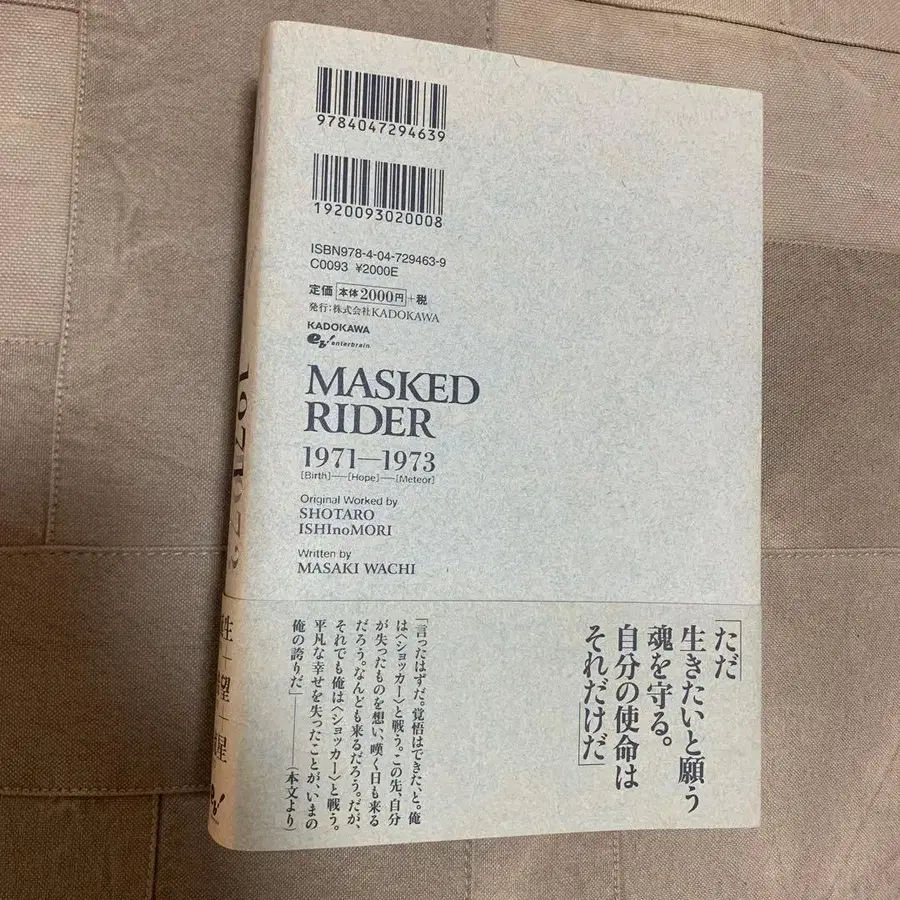 9784047294639
1920093020008
ISBN978-4-04-729463-9
C0093 ¥2000E
定価 本体2000円+税
発行:株式会社KADOKAWA
KADOKAWA
eb! enterbrain
MASKED
RIDER
1971—1973
[Birth]—[Hope]—[Meteor]
Original Worked by
SHOTARO
ISHInoMORI
Written by
MASAKI WACHI
「ただ
生きたいと願う
魂を守る。
自分の使命は
それだけだ」
「言ったはずだ。覚悟はできた、と。俺
は〈ショッカー〉と戦う。この先、自分
が失ったものを想い、嘆く日も来る
だろう。なんども来るだろう。だが、
それでも俺は〈ショッカー〉と戦う。
平凡な幸せを失ったことが、いまの
俺の誇りだ」——(本文より)
生—望—星
eb!